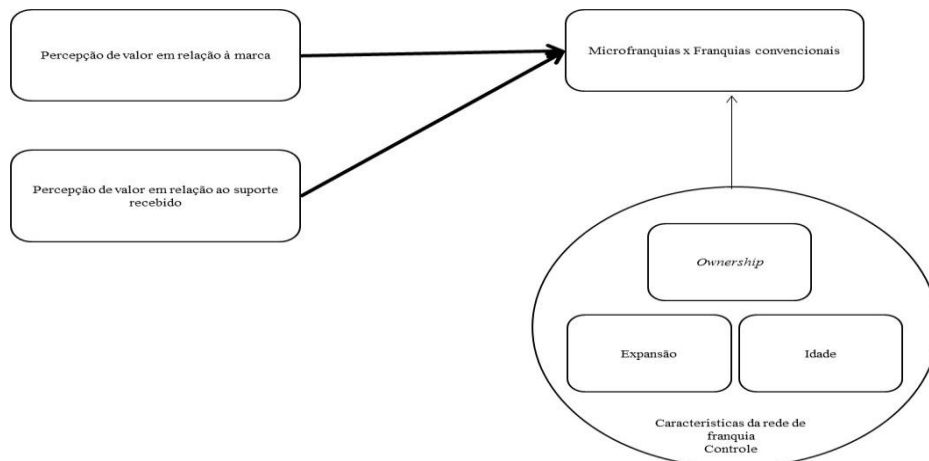 Percepção de valor em relação à marca
Microfranquias x Franquias convencionais
Percepção de valor em relação ao suporte
recebido
Ownership
Expansão
Idade
Características da rede de
franquia
Controle